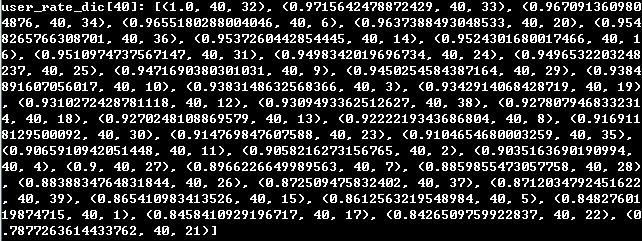 user_rate_dic[40]: [(1.0, 40, 32), (0.9715642478872429, 40, 33), (0.967091360980
4876, 40, 34), (0.9655180288004046, 40, 6), (0.9637388493048533, 40, 20), (0.954
8265766308701, 40, 36), (0.9537260442854445, 40, 14), (0.9524301680017466, 40, 1
6), (0.9510974737567147, 40, 31), (0.9498342019696734, 40, 24), (0.9496532203248
237, 40, 25), (0.9471690380301031, 40, 9), (0.9450254584387164, 40, 29), (0.9384
891607056017, 40, 10), (0.9383148632568366, 40, 3), (0.9342914068428719, 40, 19)
, (0.9310272428781118, 40, 12), (0.9309493362512627, 40, 38), (0.927807946833231
4, 40, 18), (0.9270248108869579, 40, 13), (0.9222219343686804, 40, 8), (0.916911
8129500092, 40, 30), (0.914769847607588, 40, 23), (0.9104654680003259, 40, 35),
(0.9065910942051448, 40, 11), (0.9058216273156765, 40, 2), (0.9035163690190994,
40, 4), (0.9, 40, 27), (0.8966226649989563, 40, 7), (0.8859855473057758, 40, 28)
, (0.8838834764831844, 40, 26), (0.872509475832402, 40, 37), (0.8712034792451622
, 40, 39), (0.865410983413526, 40, 15), (0.8612563219548984, 40, 5), (0.84827601
19874715, 40, 1), (0.8458410929196717, 40, 17), (0.8426509759922837, 40, 22), (0
.7877263614433762, 40, 21)]